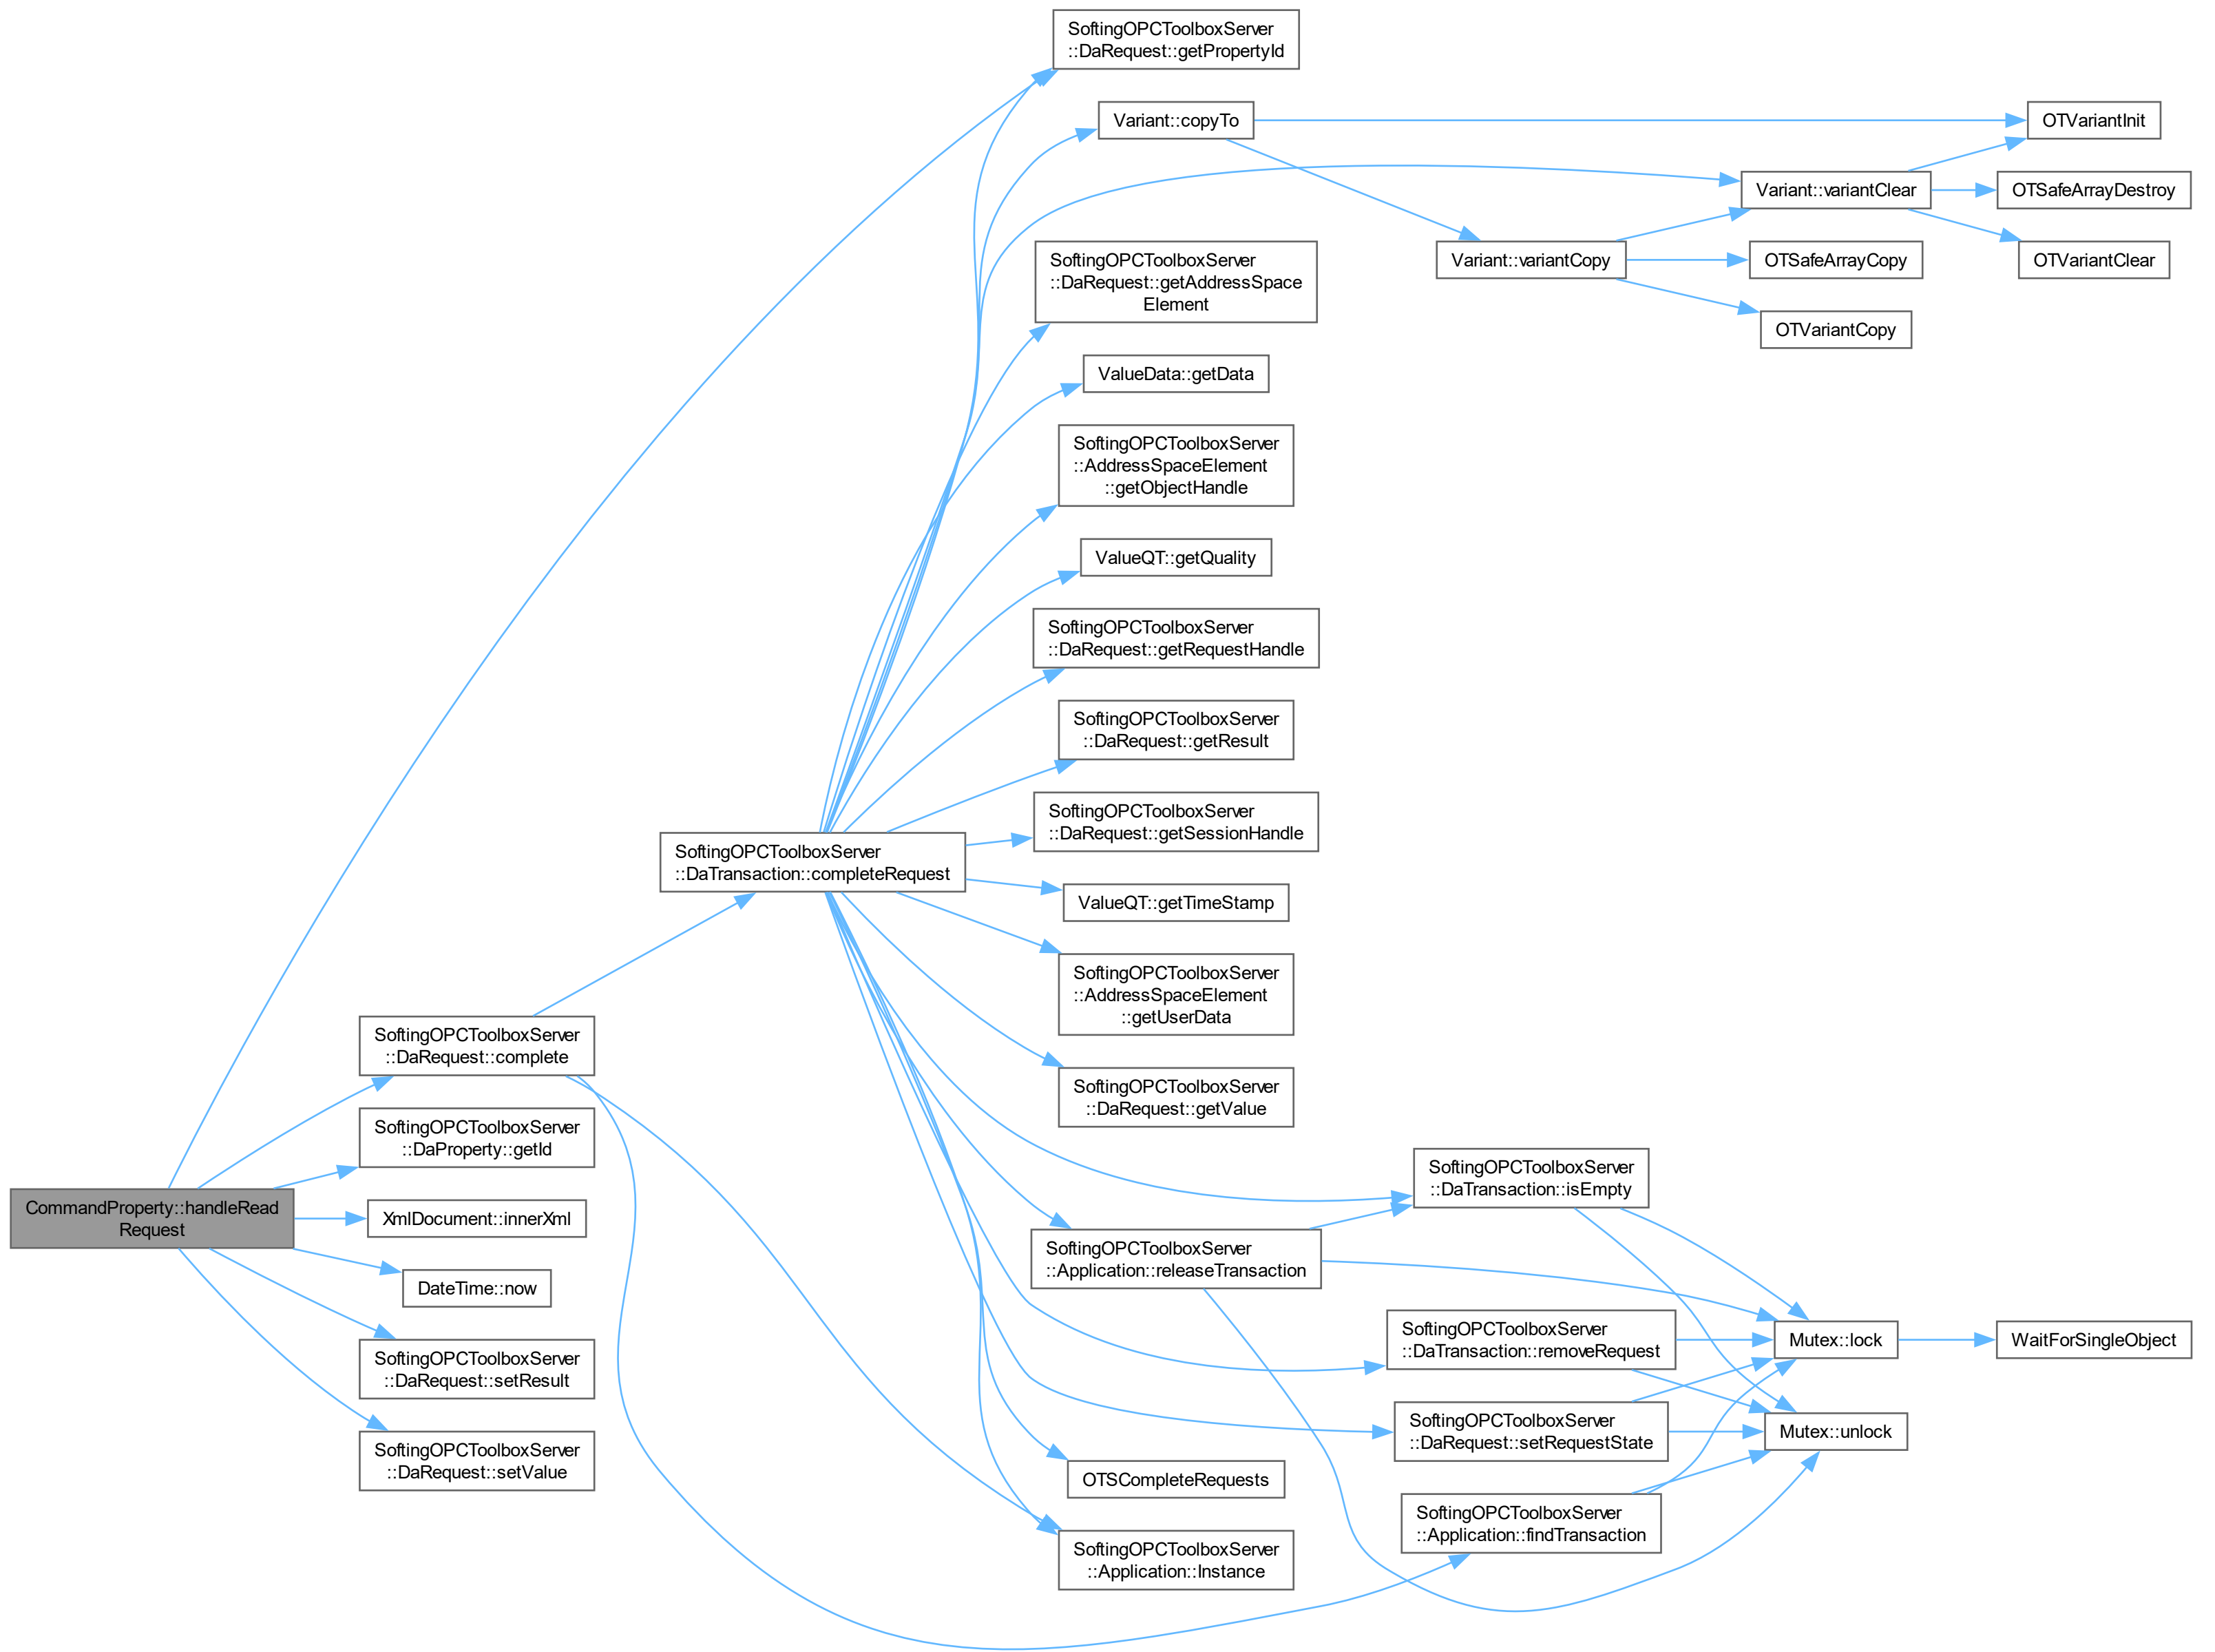 SoftingOPCToolboxServer
::DaRequest::getPropertyId
Variant::copyTo
OTVariantInit
Variant::variantClear
OTSafeArrayDestroy
SoftingOPCToolboxServer
::DaRequest::getAddressSpace
Element
Variant::variantCopy
OTSafeArrayCopy
OTVariantClear
OTVariantCopy
ValueData::getData
SoftingOPCToolboxServer
::AddressSpaceElement
::getObjectHandle
ValueQT::getQuality
SoftingOPCToolboxServer
::DaRequest::getRequestHandle
SoftingOPCToolboxServer
::DaRequest::getResult
SoftingOPCToolboxServer
::DaRequest::getSessionHandle
SoftingOPCToolboxServer
::DaTransaction::completeRequest
ValueQT::getTimeStamp
SoftingOPCToolboxServer
::AddressSpaceElement
::getUserData
SoftingOPCToolboxServer
::DaRequest::complete
SoftingOPCToolboxServer
::DaRequest::getValue
SoftingOPCToolboxServer
::DaProperty::getId
SoftingOPCToolboxServer
::DaTransaction::isEmpty
CommandProperty::handleRead
Request
XmlDocument::innerXml
SoftingOPCToolboxServer
::Application::releaseTransaction
DateTime::now
SoftingOPCToolboxServer
::DaTransaction::removeRequest
Mutex::lock
WaitForSingleObject
SoftingOPCToolboxServer
::DaRequest::setResult
SoftingOPCToolboxServer
::DaRequest::setRequestState
Mutex::unlock
SoftingOPCToolboxServer
::DaRequest::setValue
OTSCompleteRequests
SoftingOPCToolboxServer
::Application::findTransaction
SoftingOPCToolboxServer
::Application::Instance